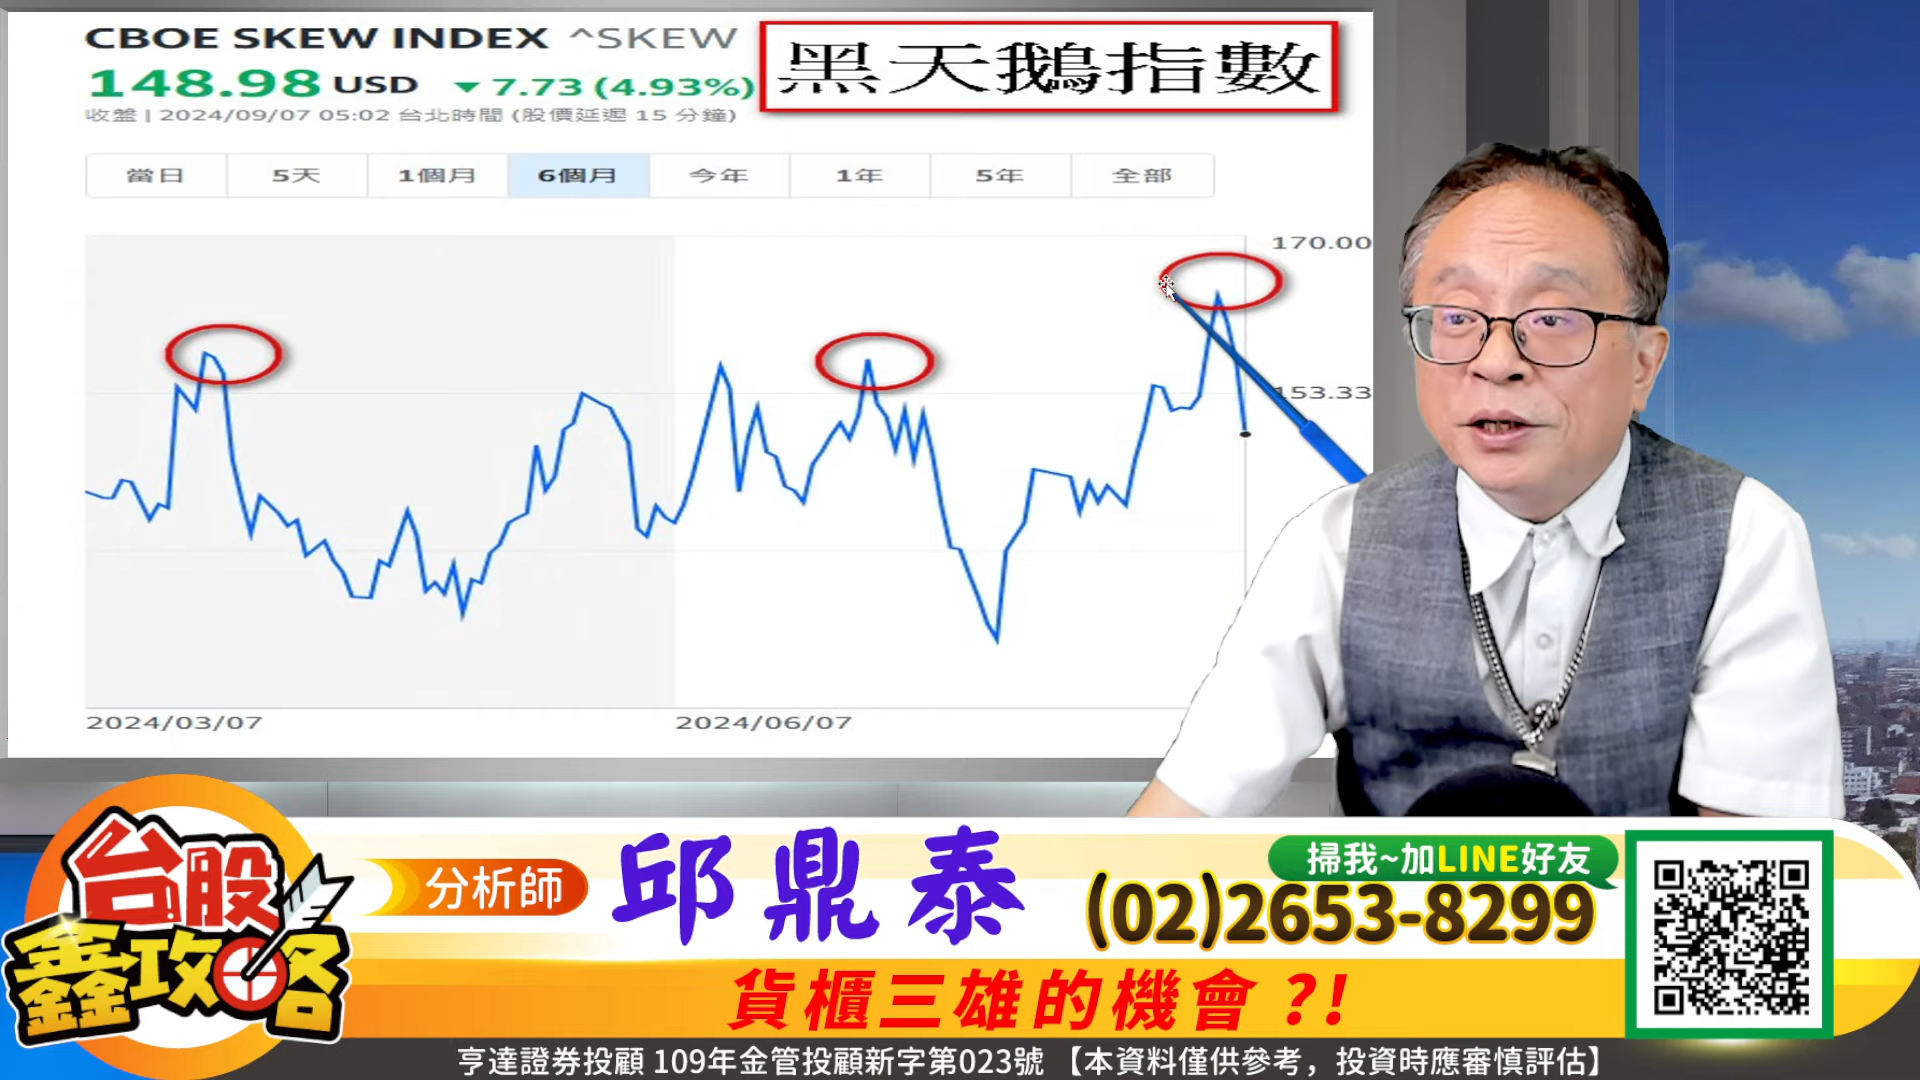 CBOE SKEW INDEX ^SKEW
黑天鵝指數
148.98 USD ▼7.73 (4.93%)
收盤 | 2024/09/07 05:02 台北時間 (股價延遲 15 分鐘)
當日 5天 1個月 6個月 今年 1年 5年 全部
170.00
153.33
2024/03/07 2024/06/07
台股
鑫攻略
分析師
邱鼎泰
掃我~加LINE好友
(02)2653-8299
貨櫃三雄的機會?!
亨達證券投顧 109年金管投顧新字第023號 【本資料僅供參考，投資時應審慎評估】